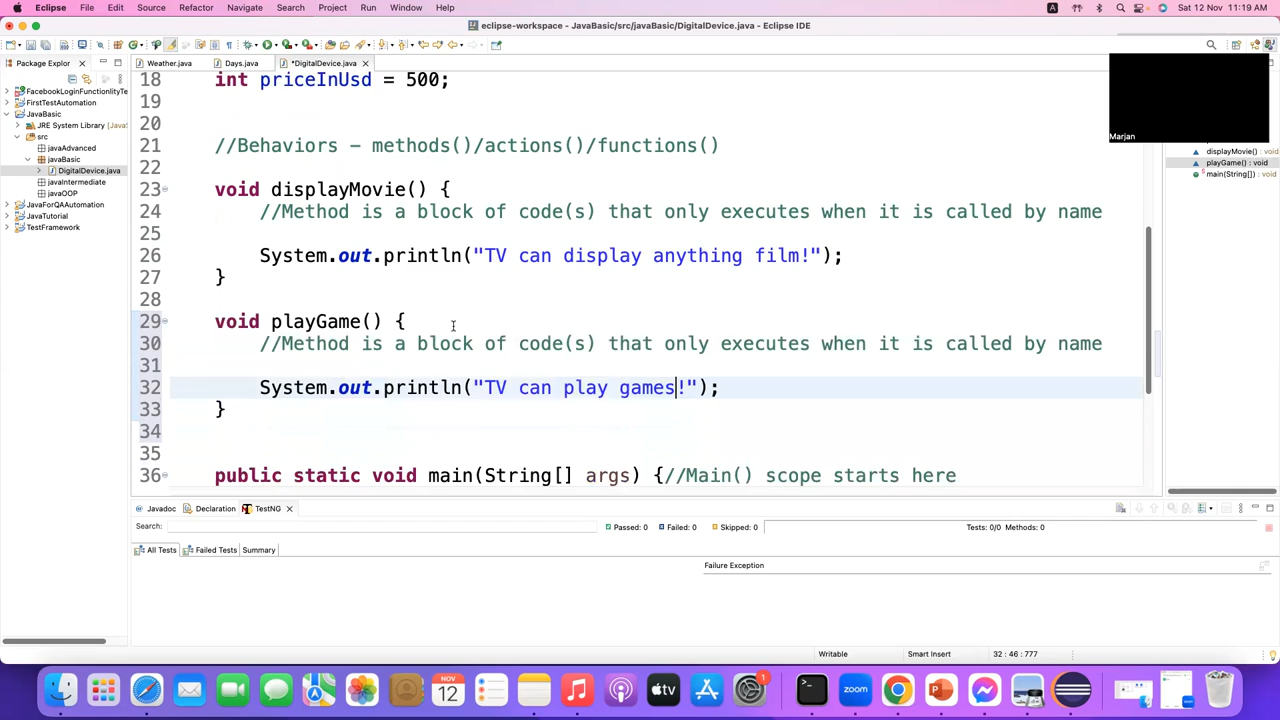 Eclipse File Edit Source Refactor Navigate Search Project Run Window Help A Sat 12 Nov 11:19 AM
eclipse-workspace - JavaBasic/src/javaBasic/DigitalDevice.java - Eclipse IDE
Package Explor
Weather.java Days.java *DigitalDevice.java
FacebookLoginFunctionlityTe
FirstTestAutomation
JavaBasic
JRE System Library [JavaS
src
javaAdvanced
javaBasic
DigitalDevice.java
javaIntermediate
javaOOP
JavaForQAAutomation
JavaTutorial
TestFramework
18 int priceInUsd = 500;
19
20
21 //Behaviors - methods()/actions()/functions()
22
23 void displayMovie() {
24 //Method is a block of code(s) that only executes when it is called by name
25
26 System.out.println("TV can display anything film!");
27 }
28
29 void playGame() {
30 //Method is a block of code(s) that only executes when it is called by name
31
32 System.out.println("TV can play games!");
33 }
34
35
36 public static void main(String[] args) {//Main() scope starts here
Marjan
displayMovie() : void
playGame() : void
main(String[]) : void
Javadoc Declaration TestNG
Search: Passed: 0 Failed: 0 Skipped: 0 Tests: 0/0 Methods: 0
All Tests Failed Tests Summary
Failure Exception
Writable Smart Insert 32 : 46 : 777
NOV
12
tv
1
zoom